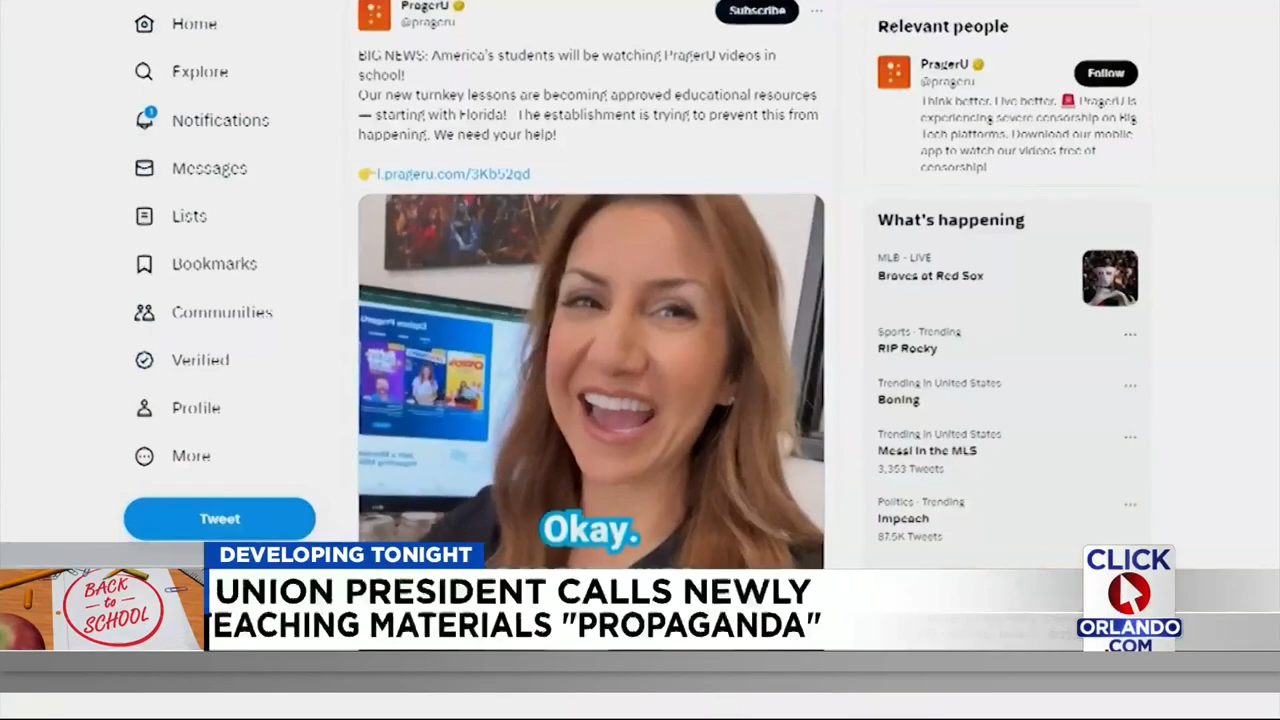 Home
Explore
1
Notifications
Messages
Lists
Bookmarks
Communities
Verified
Profile
More
Tweet
PragerU
@prageru
Subscribe
BIG NEWS: America's students will be watching PragerU videos in
school!
Our new turnkey lessons are becoming approved educational resources
— starting with Florida! The establishment is trying to prevent this from
happening. We need your help!
👉l.prageru.com/3Kb52qd
Okay.
Relevant people
PragerU
@prageru
Follow
Think better. Live better. 🚨 PragerU is
experiencing severe censorship on Big
Tech platforms. Download our mobile
app to watch our videos free of
censorship!
What's happening
MLB · LIVE
Braves at Red Sox
Sports · Trending
RIP Rocky
Trending in United States
Boning
Trending in United States
Messi in the MLS
3,353 Tweets
Politics · Trending
Impeach
87.5K Tweets
BACK
to
SCHOOL
DEVELOPING TONIGHT
UNION PRESIDENT CALLS NEWLY
TEACHING MATERIALS "PROPAGANDA"
CLICK
ORLANDO
.COM